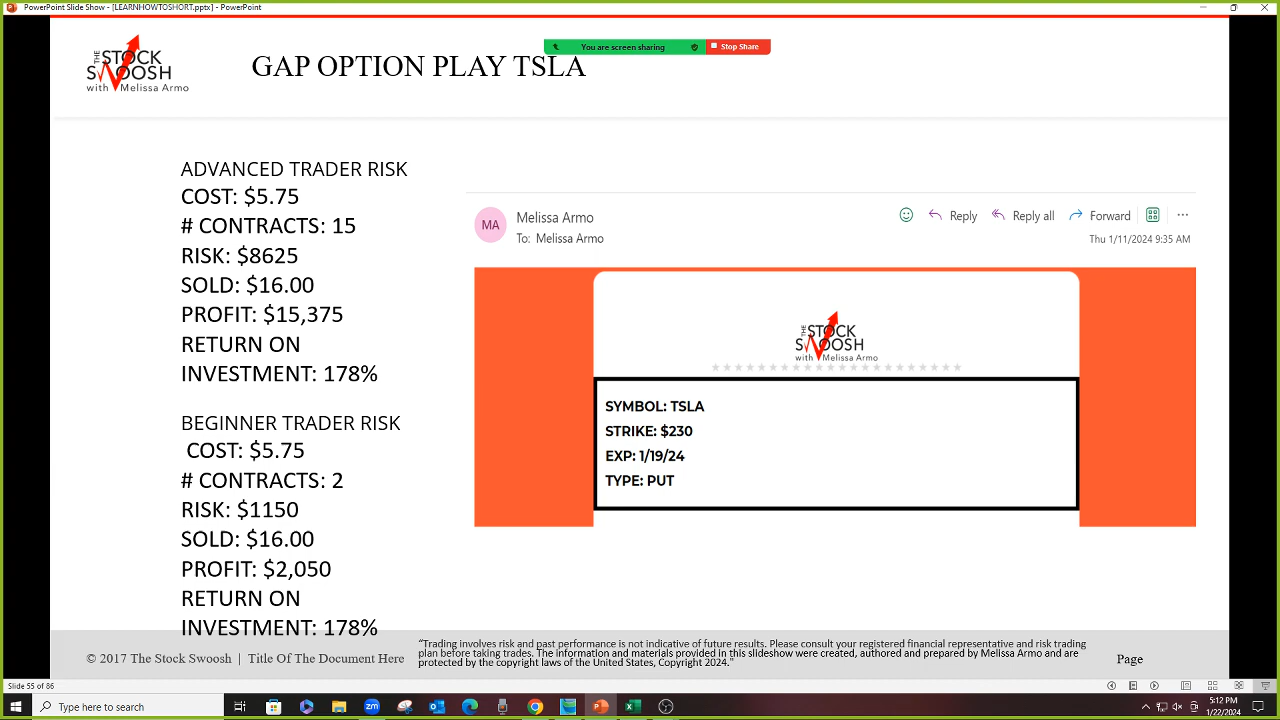 PowerPoint Slide Show - [LEARNHOWTOSHORT.pptx] - PowerPoint
You are screen sharing
Stop Share
THE STOCK SWOOSH
with Melissa Armo
GAP OPTION PLAY TSLA
ADVANCED TRADER RISK
COST: $5.75
# CONTRACTS: 15
RISK: $8625
SOLD: $16.00
PROFIT: $15,375
RETURN ON
INVESTMENT: 178%
BEGINNER TRADER RISK
COST: $5.75
# CONTRACTS: 2
RISK: $1150
SOLD: $16.00
PROFIT: $2,050
RETURN ON
INVESTMENT: 178%
MA
Melissa Armo
To: Melissa Armo
Reply
Reply all
Forward
Thu 1/11/2024 9:35 AM
THE STOCK SWOOSH
with Melissa Armo
SYMBOL: TSLA
STRIKE: $230
EXP: 1/19/24
TYPE: PUT
© 2017 The Stock Swoosh | Title Of The Document Here
"Trading involves risk and past performance is not indicative of future results. Please consult your registered financial representative and risk trading
plan before taking trades. The information and materials provided in this slideshow were created, authored and prepared by Melissa Armo and are
protected by the copyright laws of the United States, Copyright 2024."
Page
Slide 55 of 86
Type here to search
5:12 PM
1/22/2024